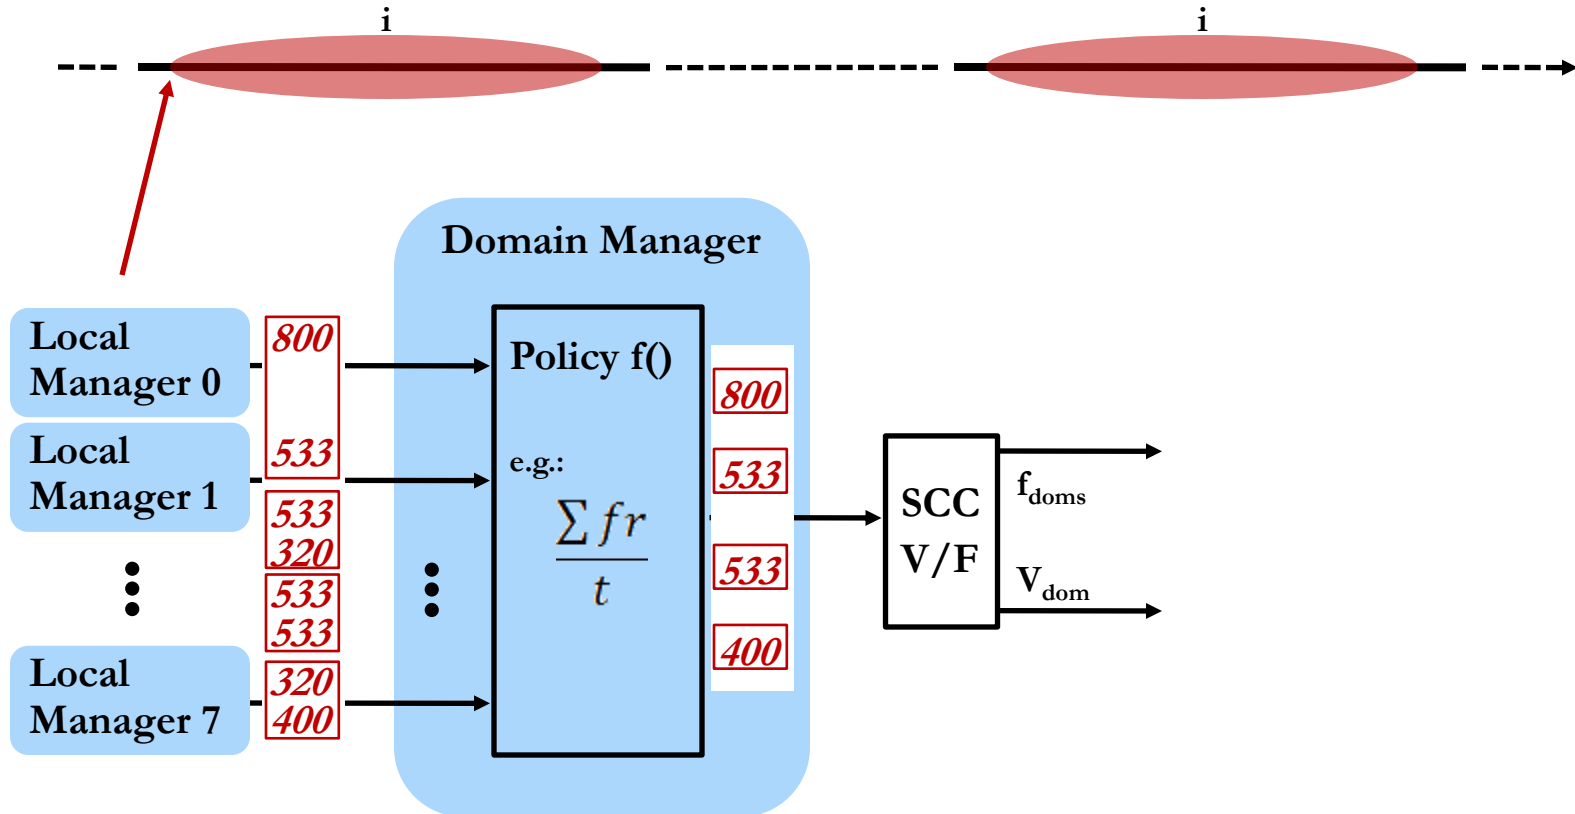 i
i
Domain Manager
Local
Manager 0
Local
Manager 1
Local
Manager 7
800
533
533
320
533
533
320
400
Policy f()
e.g.:
∑ fr
t
800
533
533
400
SCC
V/F
f_doms
V_dom